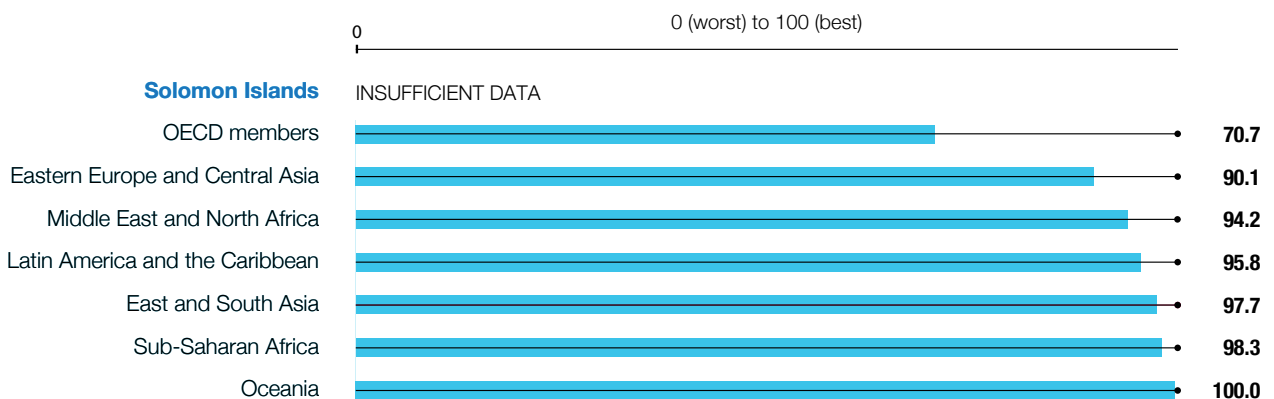 0 (worst) to 100 (best)
0
Solomon Islands INSUFFICIENT DATA
OECD members 70.7
Eastern Europe and Central Asia 90.1
Middle East and North Africa 94.2
Latin America and the Caribbean 95.8
East and South Asia 97.7
Sub-Saharan Africa 98.3
Oceania 100.0